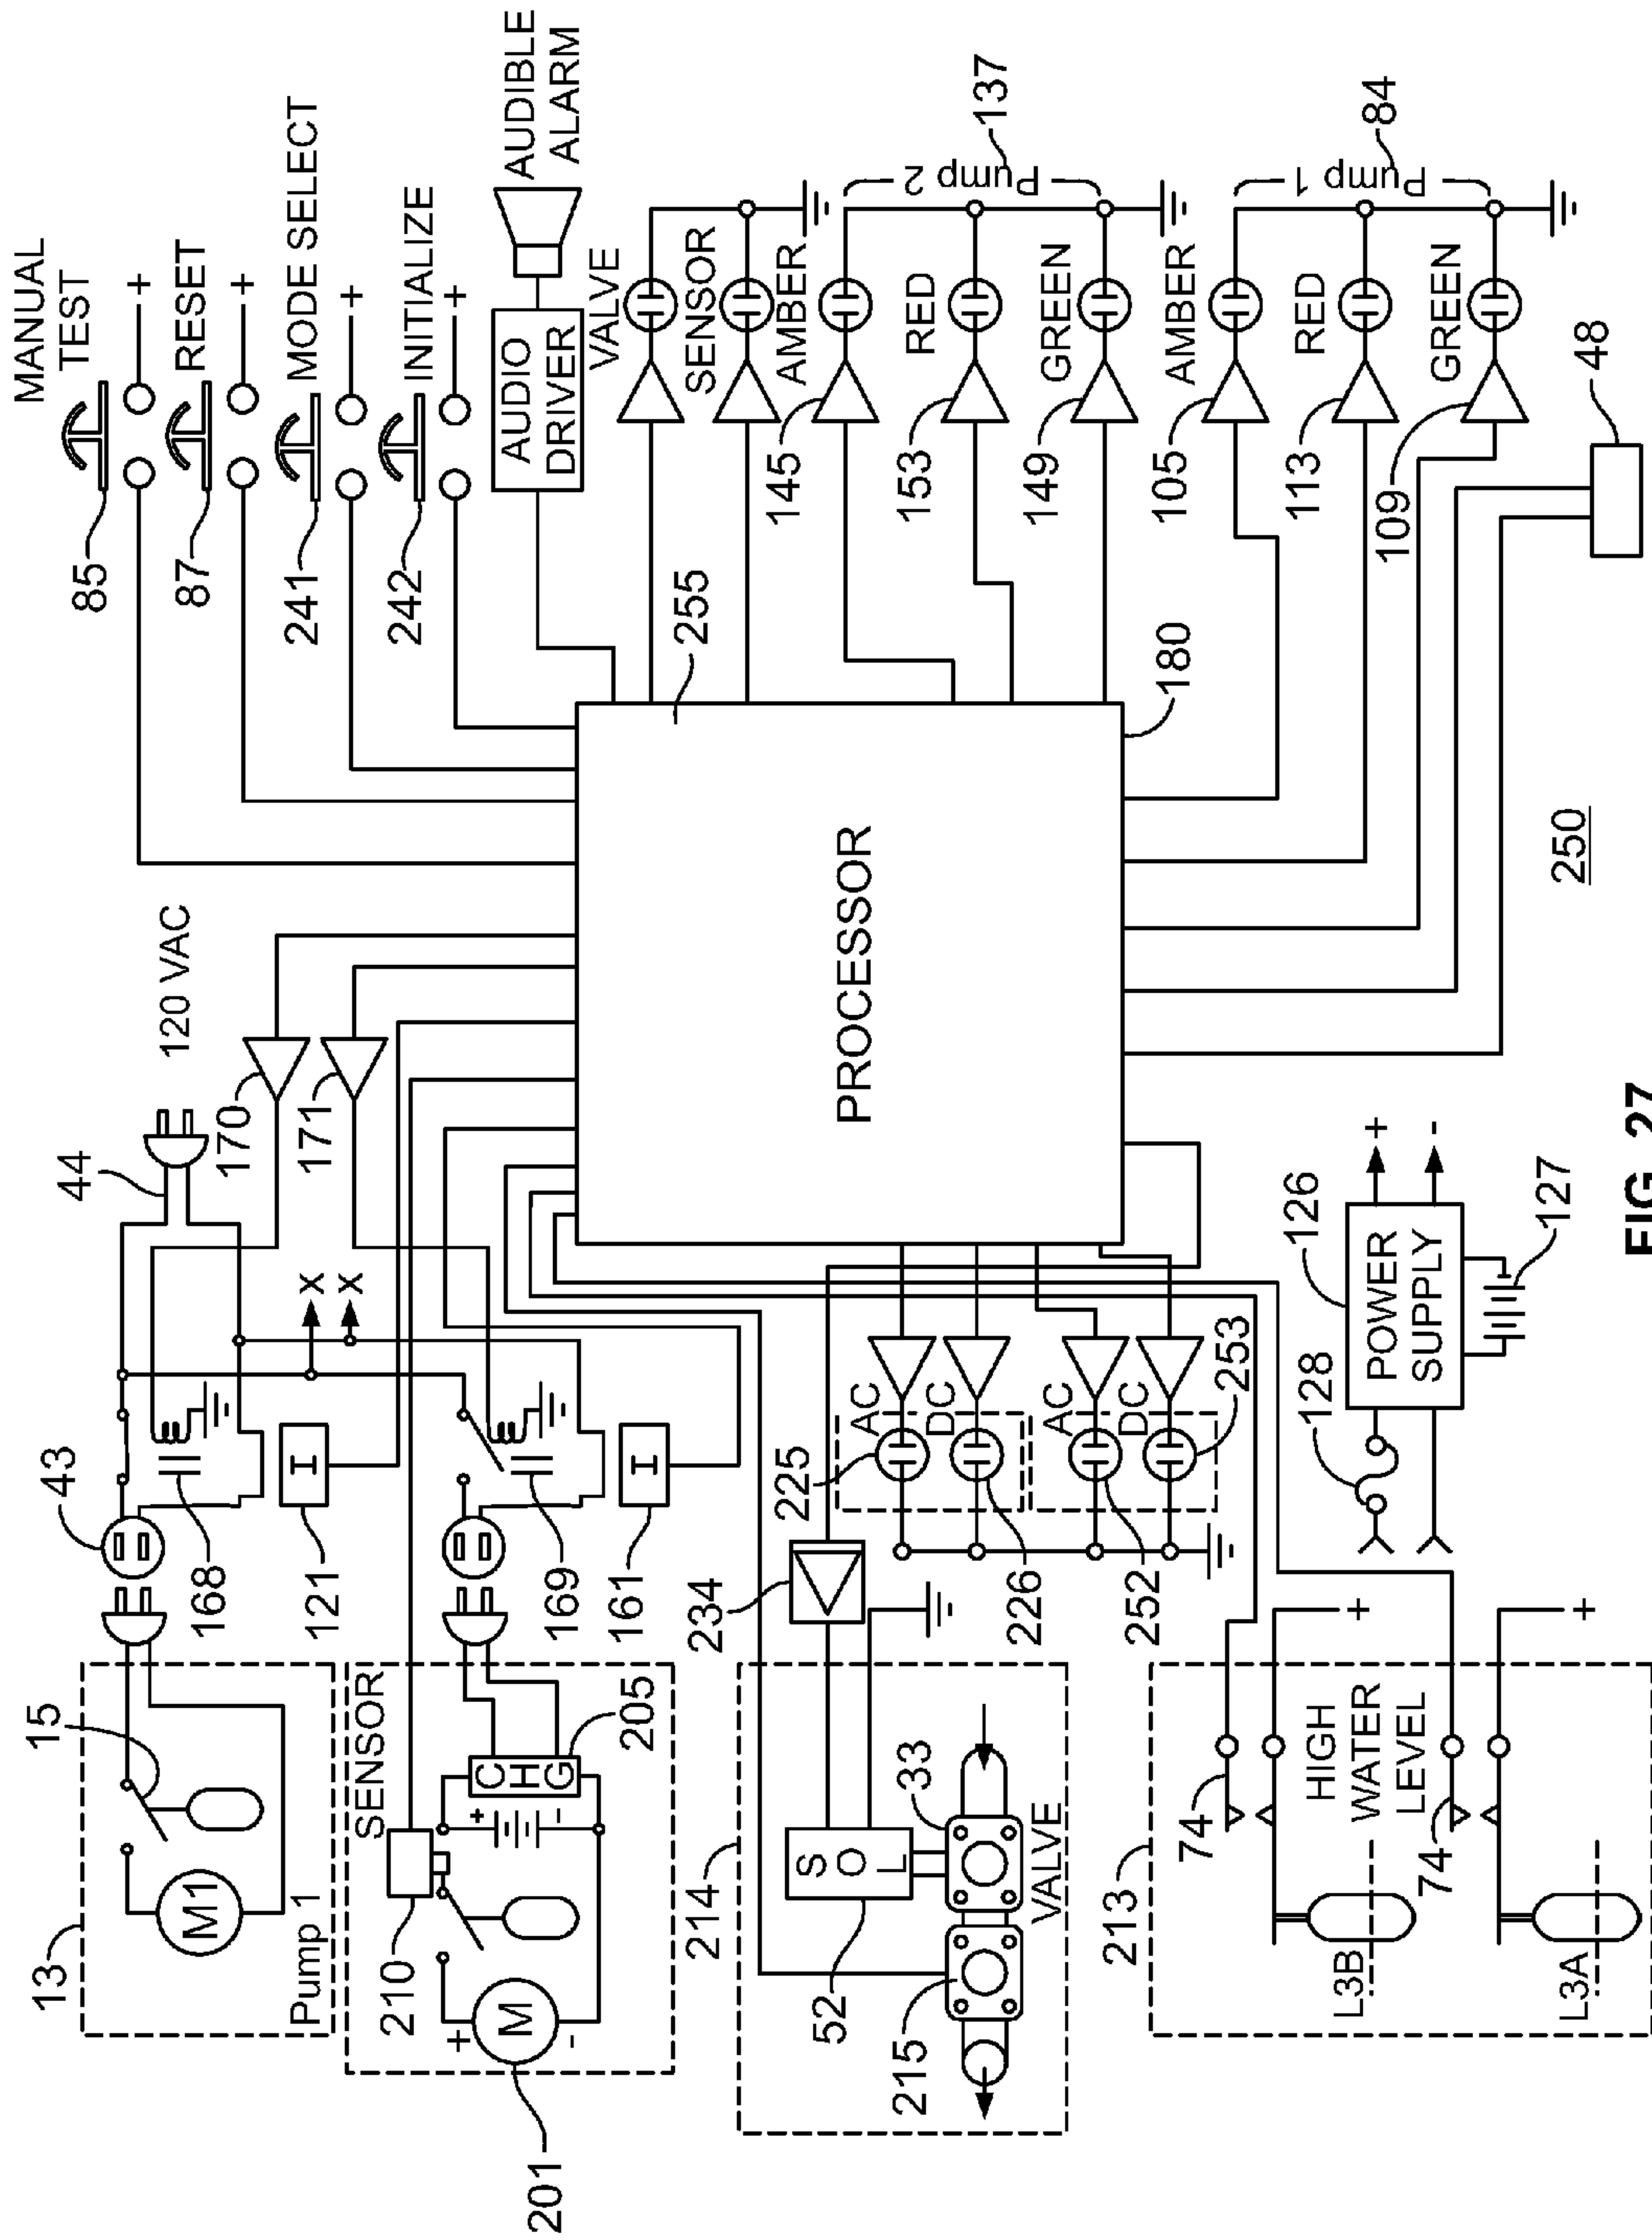 MANUAL
TEST
+
85
RESET
+
87
MODE SELECT
+
241
INITIALIZE
+
242
AUDIBLE
ALARM
AUDIO
DRIVER
VALVE
SENSOR
AMBER
145
RED
153
GREEN
149
Pump 2
137
AMBER
105
RED
113
GREEN
109
Pump 1
84
48
255
180
PROCESSOR
250
120 VAC
44
170
171
X
X
43
168
121
I
13
15
M1
Pump 1
169
161
I
SENSOR
210
CHG
205
+
-
+
M
-
201
234
214
SOL
52
33
215
VALVE
225
AC
DC
226
AC
DC
252
253
213
74
+
HIGH
WATER
LEVEL
74
+
L3B
L3A
128
126
POWER
SUPPLY
+
-
127
FIG. 27